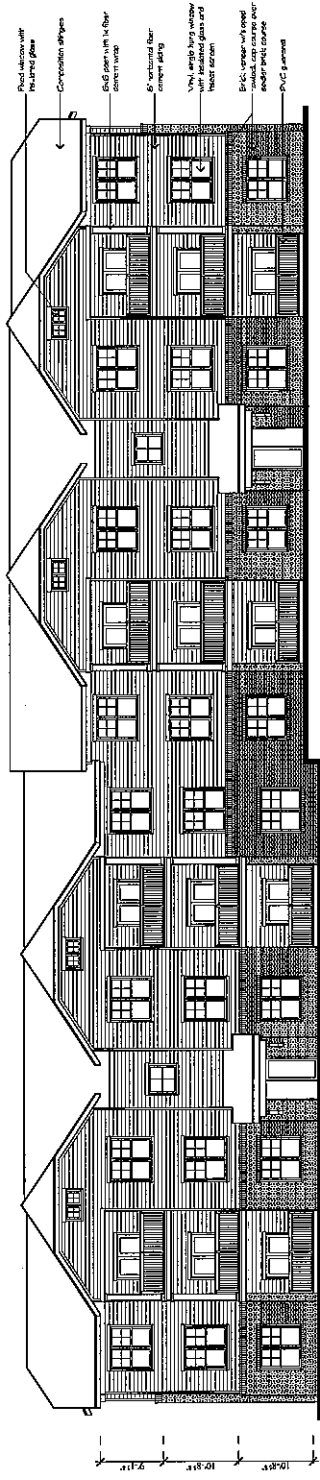 Fixed window with
insulated glass
Composition shingles
6x6 post with 1x fiber
cement wrap
6" horizontal fiber
cement siding
Vinyl single hung window
with insulated glass and
insect screen
Brick veneer w/
rowlock cap course over
soldier brick course
PVC guardrail